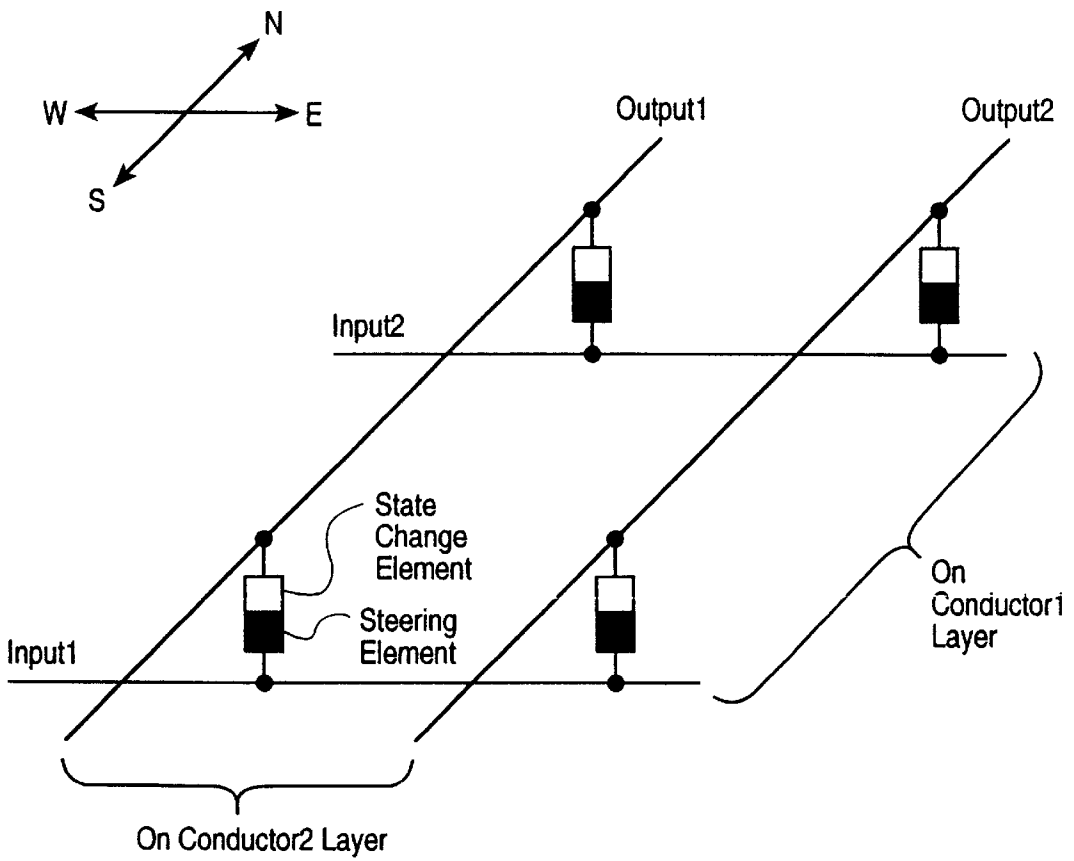 N
W
E
S
Output1
Output2
Input2
State
Change
Element
Steering
Element
Input1
On
Conductor1
Layer
On Conductor2 Layer